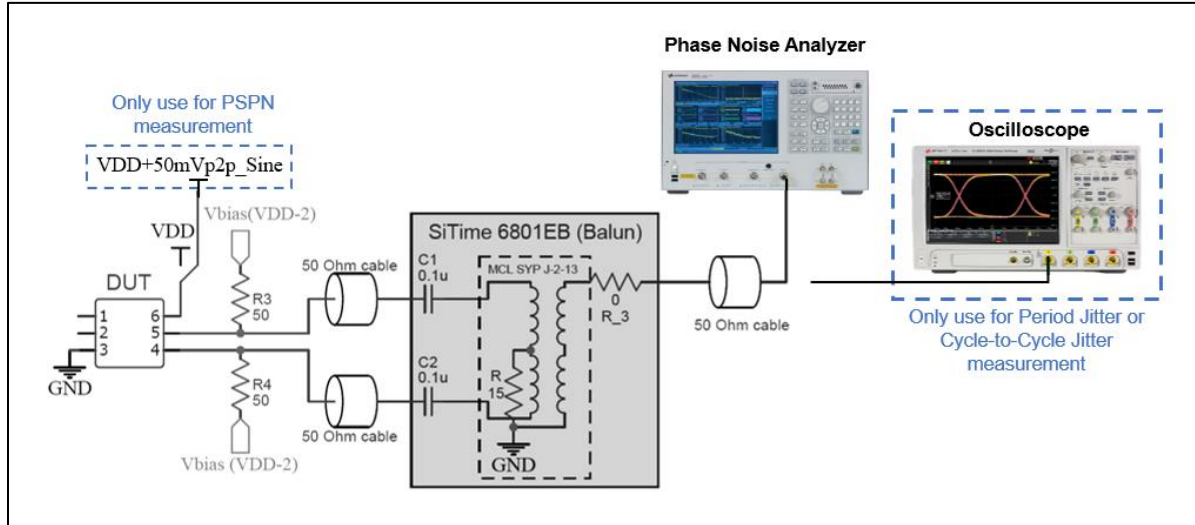 Phase Noise Analyzer
Only use for PSPN
measurement
VDD+50mVp2p_Sine
Oscilloscope
Vbias(VDD-2)
VDD
SiTime 6801EB (Balun)
50 Ohm cable
C1
0.1u
MCL SYP J-2-13
DUT
R3
50
0
R_3
50 Ohm cable
1
2
3
6
5
4
GND
Only use for Period Jitter or
Cycle-to-Cycle Jitter
measurement
R4
50
C2
0.1u
R
15
50 Ohm cable
GND
Vbias (VDD-2)